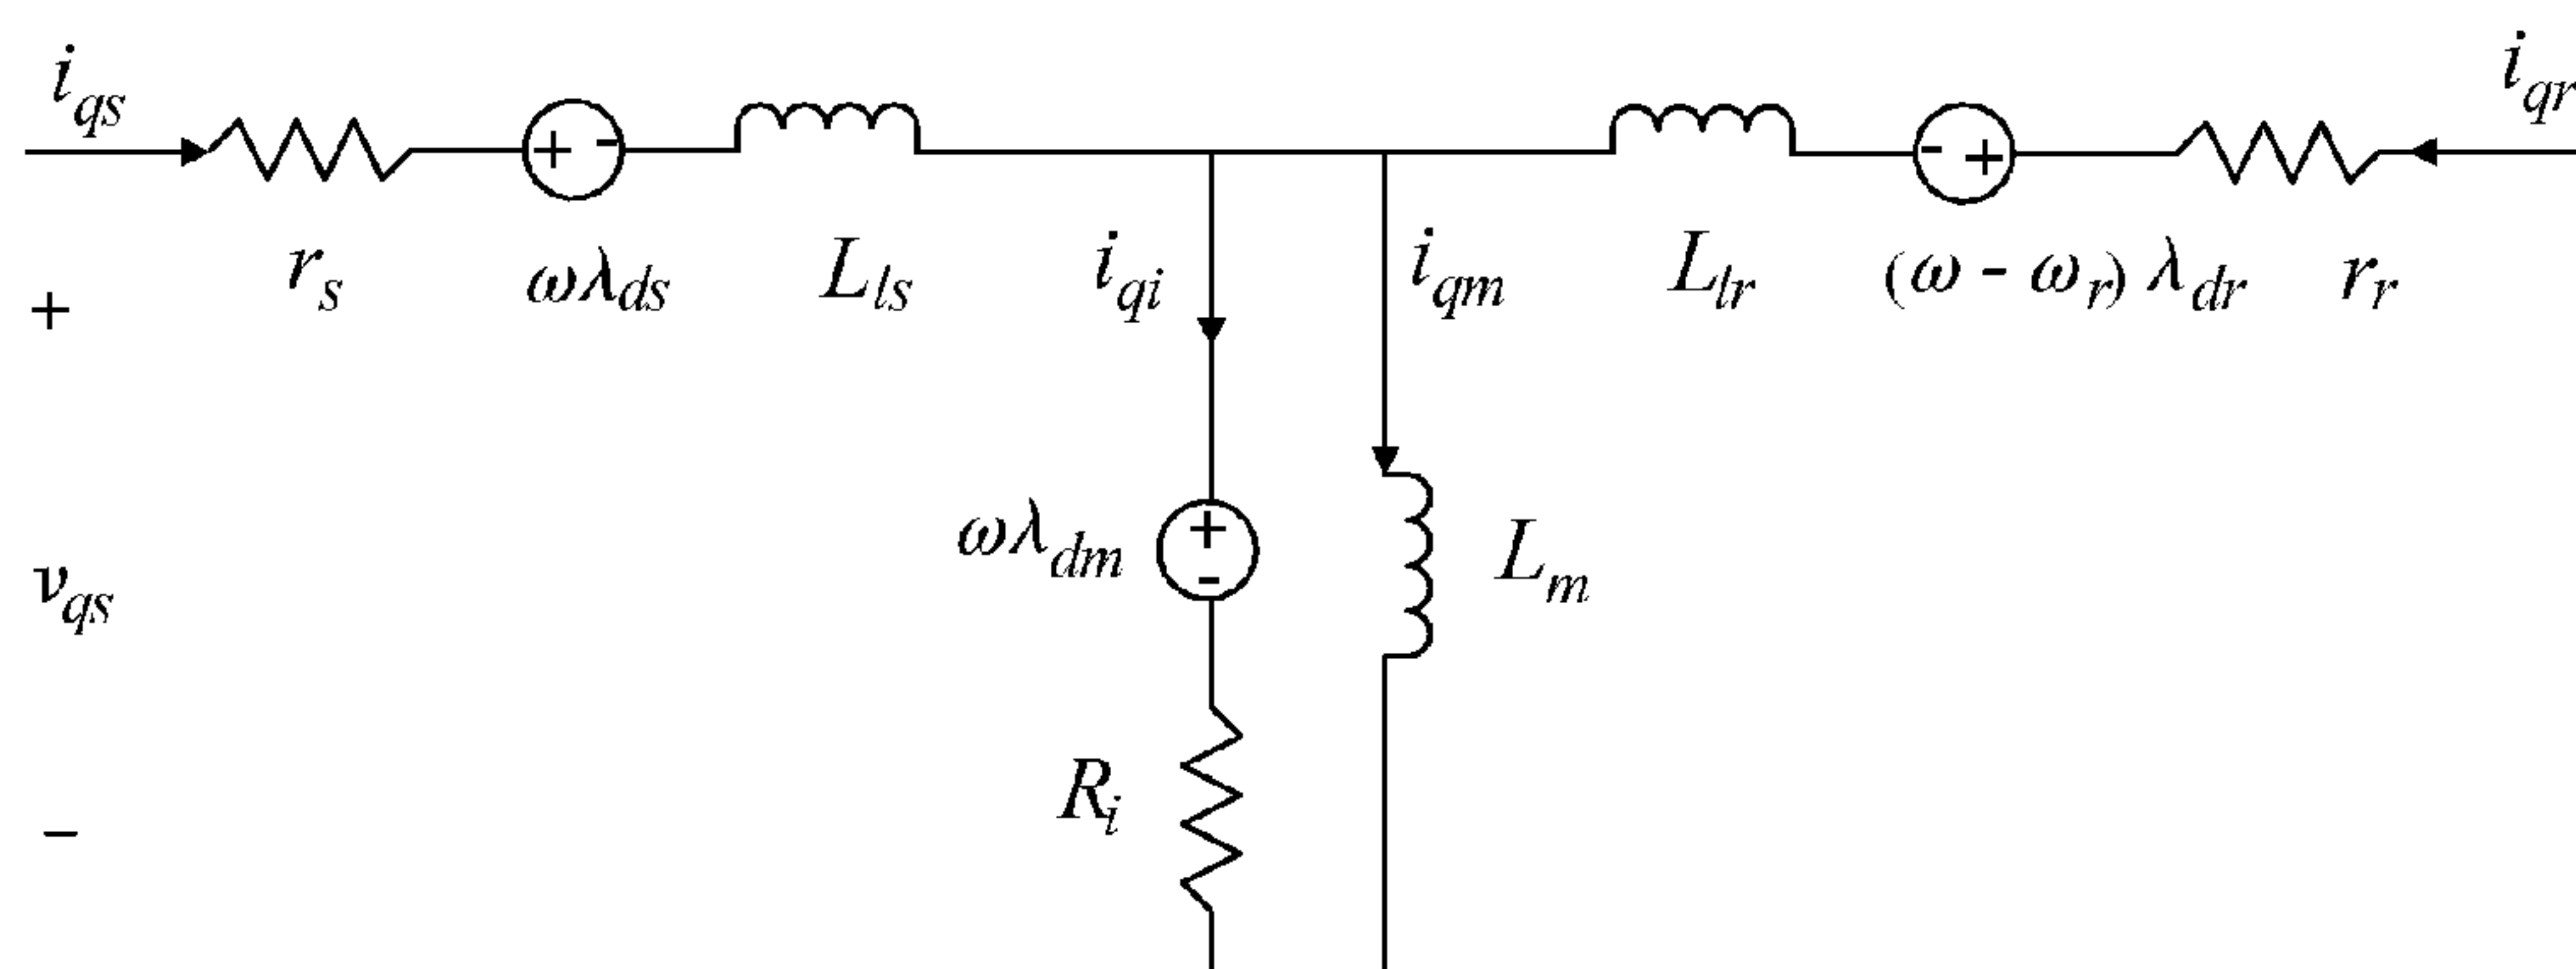 i_qs
i_qr
+ -
- +
r_s
ωλ_ds
L_ls
i_qi
i_qm
L_lr
(ω - ω_r) λ_dr
r_r
+
ωλ_dm
+
-
L_m
v_qs
R_i
−